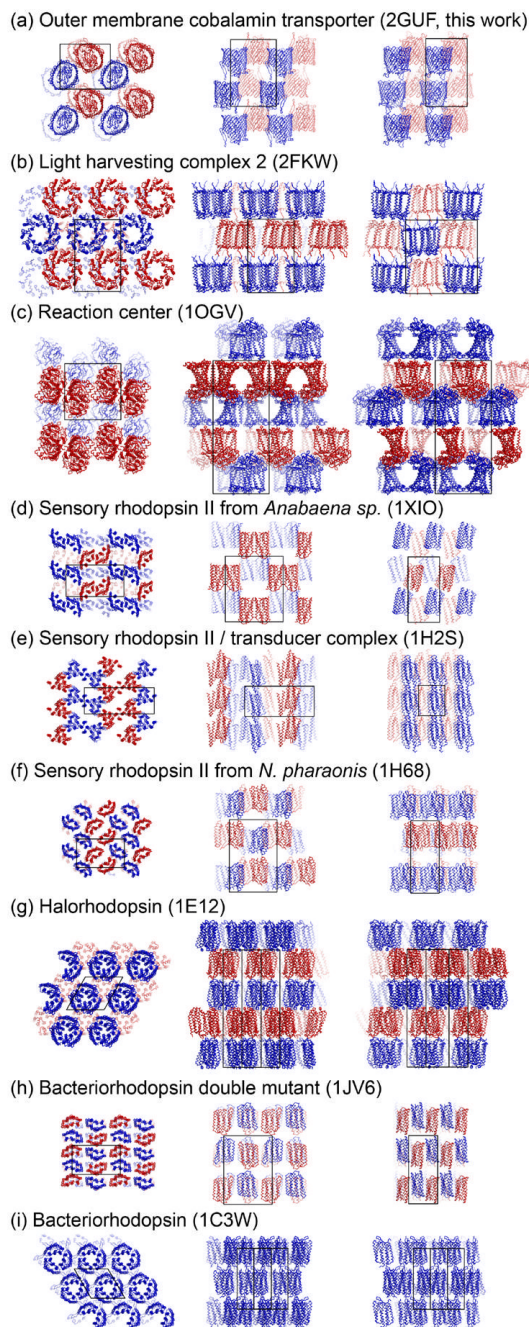 (a) Outer membrane cobalamin transporter (2GUF, this work)
(b) Light harvesting complex 2 (2FKW)
(c) Reaction center (1OGV)
(d) Sensory rhodopsin II from Anabaena sp. (1XIO)
(e) Sensory rhodopsin II / transducer complex (1H2S)
(f) Sensory rhodopsin II from N. pharaonis (1H68)
(g) Halorhodopsin (1E12)
(h) Bacteriorhodopsin double mutant (1JV6)
(i) Bacteriorhodopsin (1C3W)